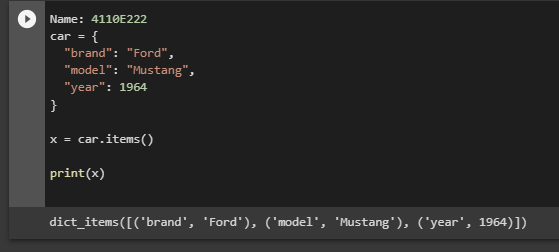 Name: 4110E222
car = {
  "brand": "Ford",
  "model": "Mustang",
  "year": 1964
}

x = car.items()

print(x)

dict_items([('brand', 'Ford'), ('model', 'Mustang'), ('year', 1964)])